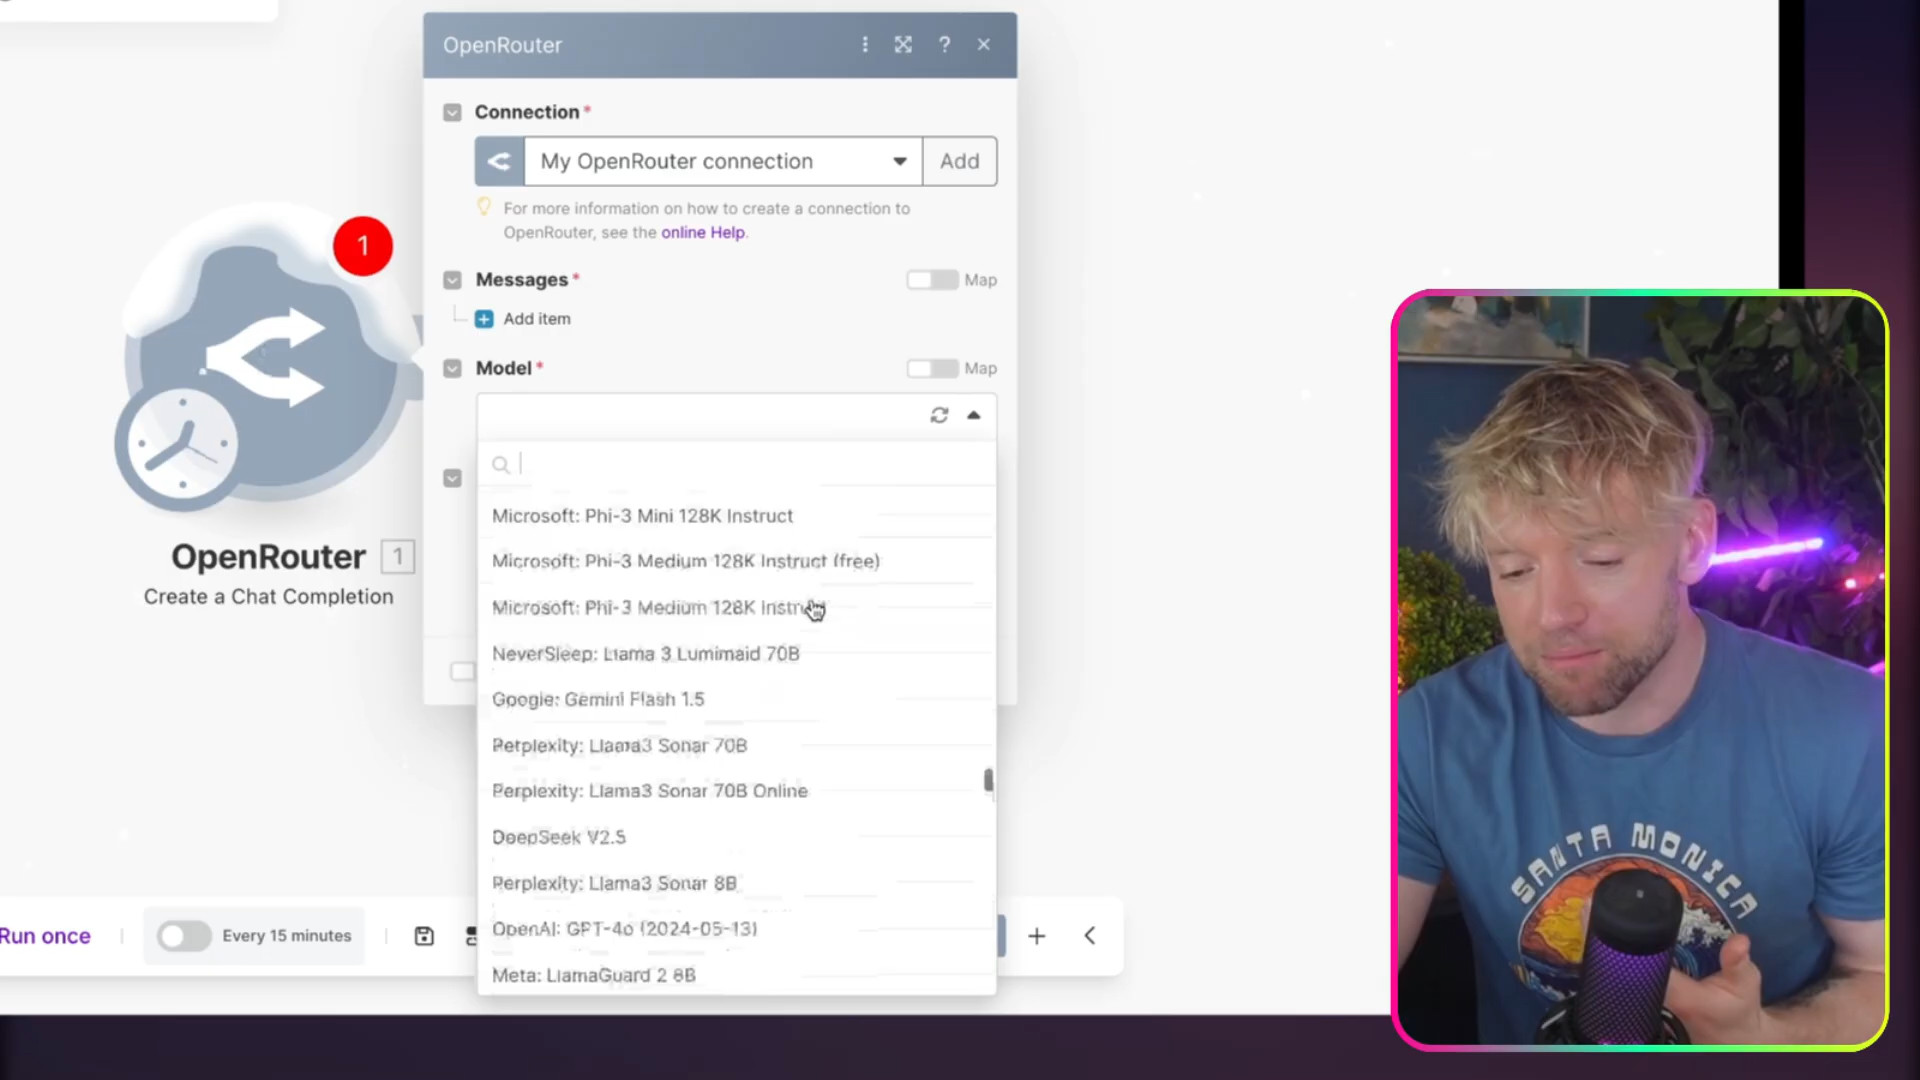 OpenRouter
?
Connection *
My OpenRouter connection
Add
For more information on how to create a connection to
OpenRouter, see the online Help.
1
Messages *
Map
Add item
Model *
Map
Microsoft: Phi-3 Mini 128K Instruct
Microsoft: Phi-3 Medium 128K Instruct (free)
Microsoft: Phi-3 Medium 128K Instruct
NeverSleep: Llama 3 Lumimaid 70B
Google: Gemini Flash 1.5
Perplexity: Llama3 Sonar 70B
Perplexity: Llama3 Sonar 70B Online
DeepSeek V2.5
Perplexity: Llama3 Sonar 8B
OpenAI: GPT-4o (2024-05-13)
Meta: LlamaGuard 2 8B
OpenRouter 1
Create a Chat Completion
Run once
Every 15 minutes
SANTA MONICA